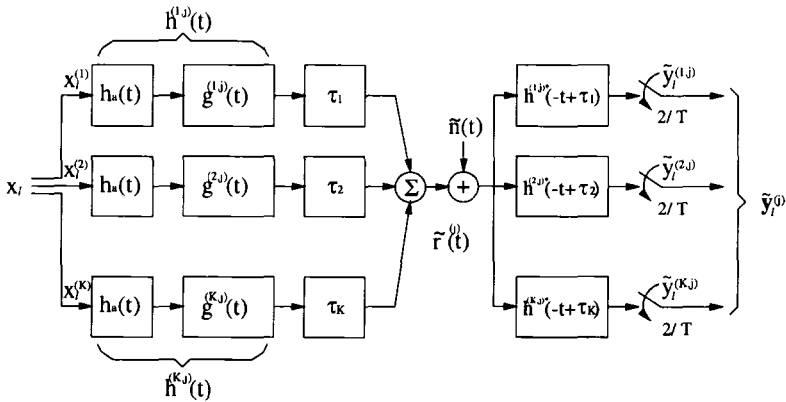 h^(1,j)(t)
x_l^(1) h_a(t) g^(1,j)(t) τ_1 h^(1,j)*(-t+τ_1) ỹ_l^(1,j)
2/T
ñ(t)
x_l x_l^(2) h_a(t) g^(2,j)(t) τ_2 Σ + h^(2,j)*(-t+τ_2) ỹ_l^(2,j) ỹ_l^(j)
2/T
r̃^(j)(t)
x_l^(K) h_a(t) g^(K,j)(t) τ_K h^(K,j)*(-t+τ_K) ỹ_l^(K,j)
2/T
h^(K,j)(t)